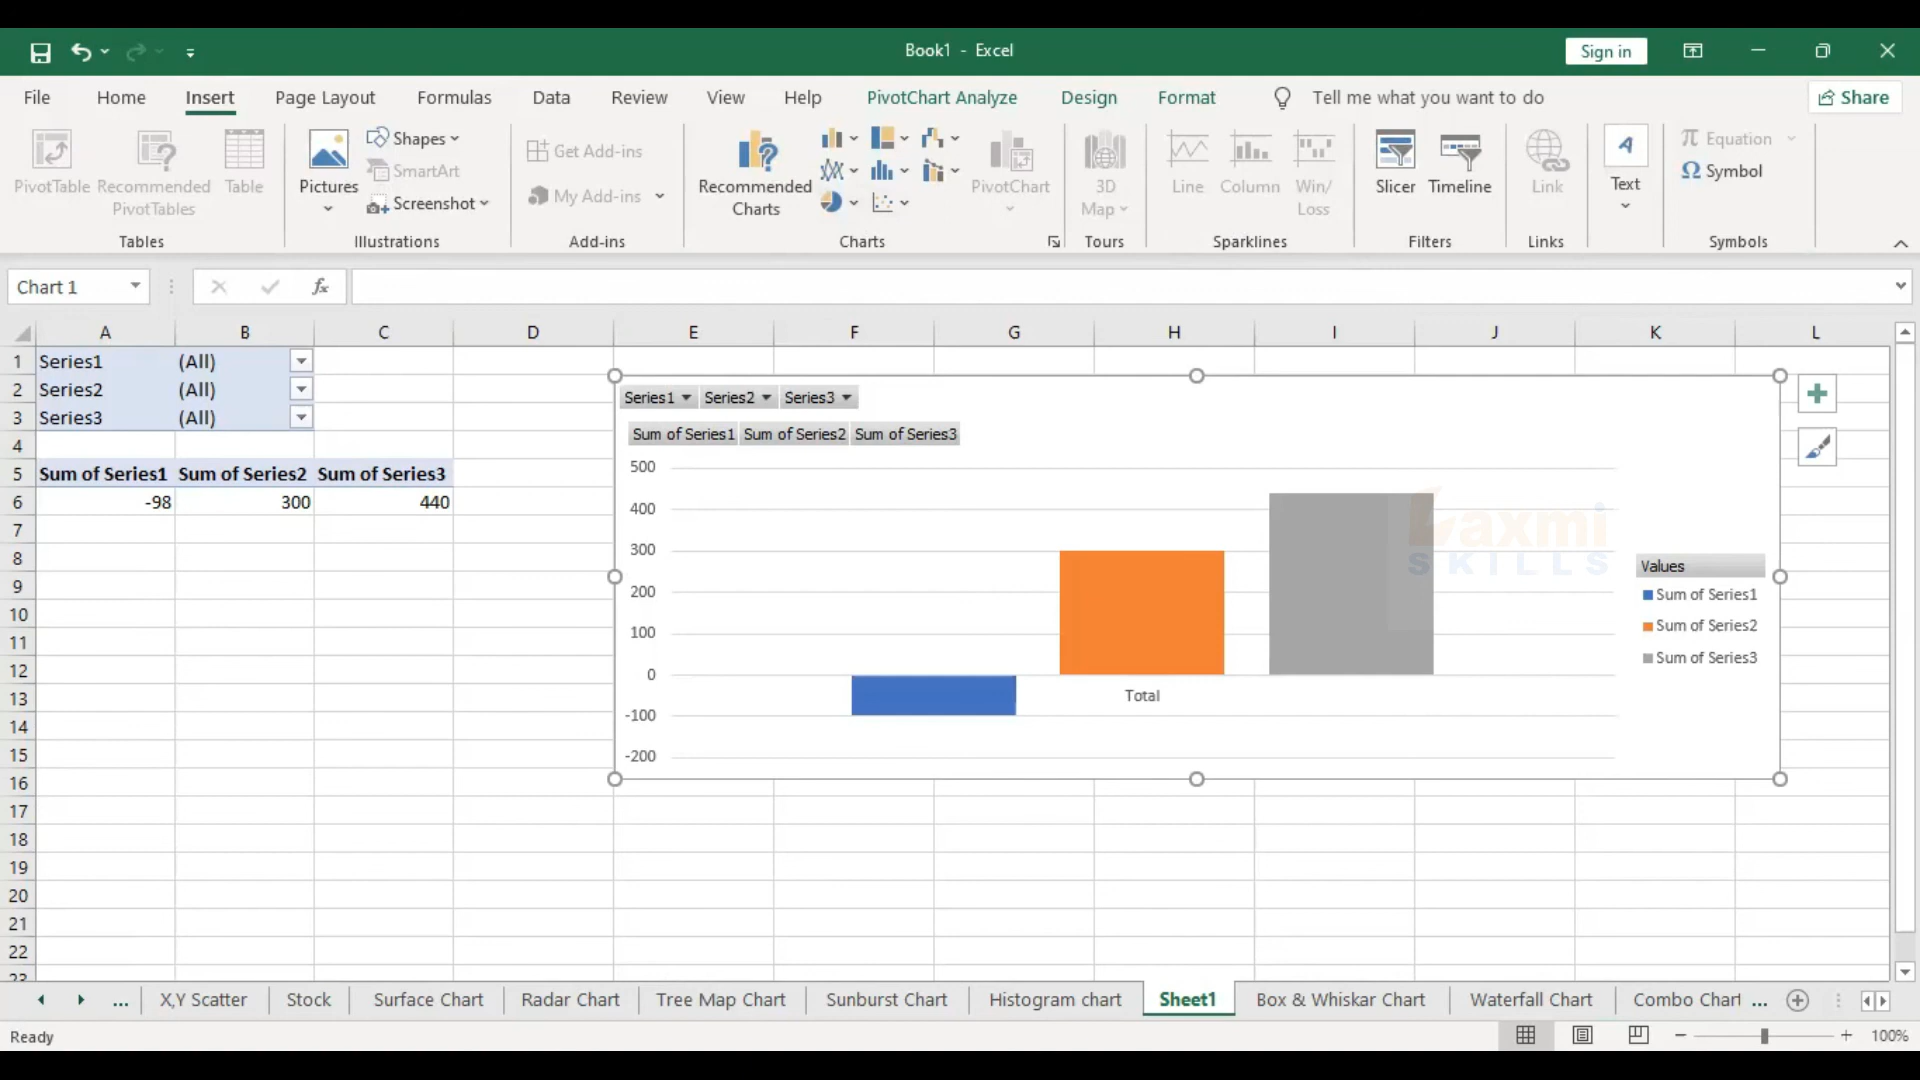 Book1 - Excel
Sign in
File Home Insert Page Layout Formulas Data Review View Help PivotChart Analyze Design Format Tell me what you want to do Share
PivotTable Recommended PivotTables Table
Tables
Pictures
Shapes
SmartArt
Screenshot
Illustrations
Get Add-ins
My Add-ins
Add-ins
Recommended Charts
PivotChart
Charts
3D Map
Tours
Line Column Win/ Loss
Sparklines
Slicer Timeline
Filters
Link
Links
A
Text
π Equation
Ω Symbol
Symbols
Chart 1
fx
A B C D E F G H I J K L
1 Series1 (All)
2 Series2 (All)
3 Series3 (All)
4
5 Sum of Series1 Sum of Series2 Sum of Series3
6 -98 300 440
7
8
9
10
11
12
13
14
15
16
17
18
19
20
21
22
23
Series1 Series2 Series3
Sum of Series1 Sum of Series2 Sum of Series3
500
400
300
200
100
0
-100
-200
Total
Laxmi
SKILLS
Values
Sum of Series1
Sum of Series2
Sum of Series3
... X,Y Scatter Stock Surface Chart Radar Chart Tree Map Chart Sunburst Chart Histogram chart Sheet1 Box & Whiskar Chart Waterfall Chart Combo Chart ...
Ready
100%